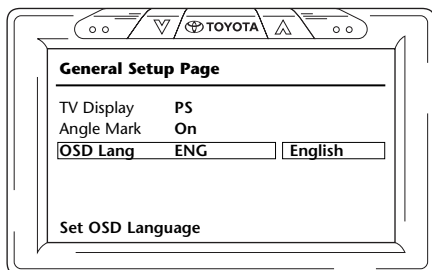 TOYOTA
General Setup Page
TV Display PS
Angle Mark On
OSD Lang ENG English
Set OSD Language